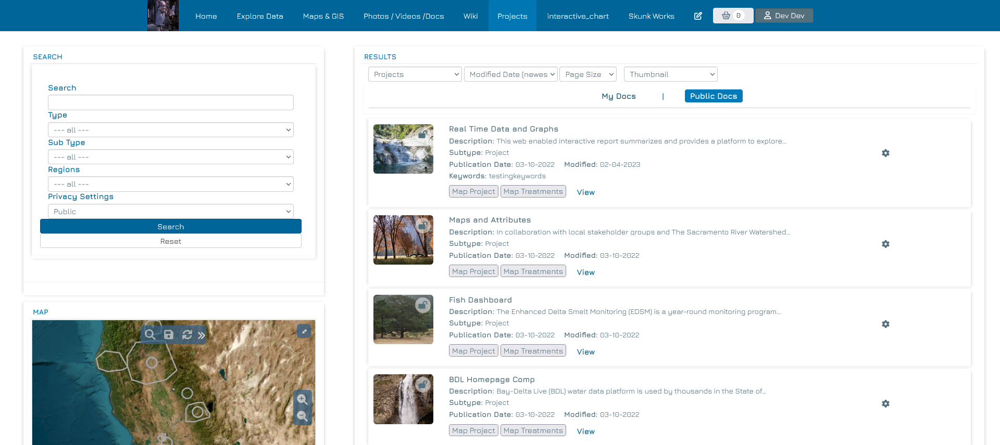 Home Explore Data Maps & GIS Photos / Videos /Docs Wiki Projects interactive_chart Skunk Works 0 Dev Dev
SEARCH
Search
Type
--- all ---
Sub Type
--- all ---
Regions
--- all ---
Privacy Settings
Public
Search
Reset
MAP
RESULTS
Projects Modified Date (newes Page Size Thumbnail
My Docs | Public Docs
Real Time Data and Graphs
Description: This web enabled interactive report summarizes and provides a platform to explore...
Subtype: Project
Publication Date: 03-10-2022 Modified: 02-04-2023
Keywords: testingkeywords
Map Project Map Treatments View
Maps and Attributes
Description: In collaboration with local stakeholder groups and The Sacramento River Watershed...
Subtype: Project
Publication Date: 03-10-2022 Modified: 03-10-2022
Map Project Map Treatments View
Fish Dashboard
Description: The Enhanced Delta Smelt Monitoring (EDSM) is a year-round monitoring program...
Subtype: Project
Publication Date: 03-10-2022 Modified: 03-10-2022
Map Project Map Treatments View
BDL Homepage Comp
Description: Bay-Delta Live (BDL) water data platform is used by thousands in the State of...
Subtype: Project
Publication Date: 03-10-2022 Modified: 03-10-2022
Map Project Map Treatments View